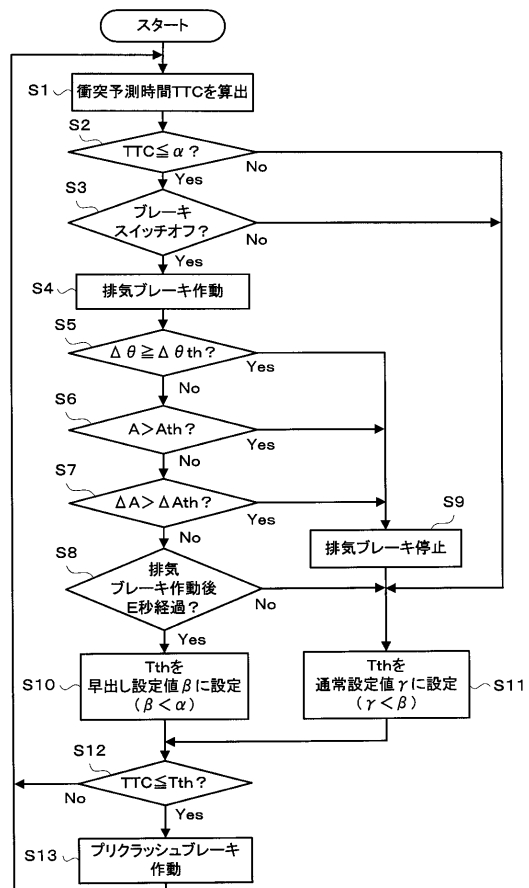 スタート
S1
衝突予測時間TTCを算出
S2
TTC≦α?
No
Yes
S3
ブレーキ
スイッチオフ?
No
Yes
S4
排気ブレーキ作動
S5
Δθ≧Δθth?
Yes
No
S6
A>Ath?
Yes
No
S7
ΔA>ΔAth?
Yes
No
S9
排気ブレーキ停止
S8
排気
ブレーキ作動後
E秒経過?
No
Yes
S10
Tthを
早出し設定値βに設定
(β<α)
Tthを
通常設定値γに設定
(γ<β)
S11
S12
TTC≦Tth?
No
Yes
S13
プリクラッシュブレーキ
作動